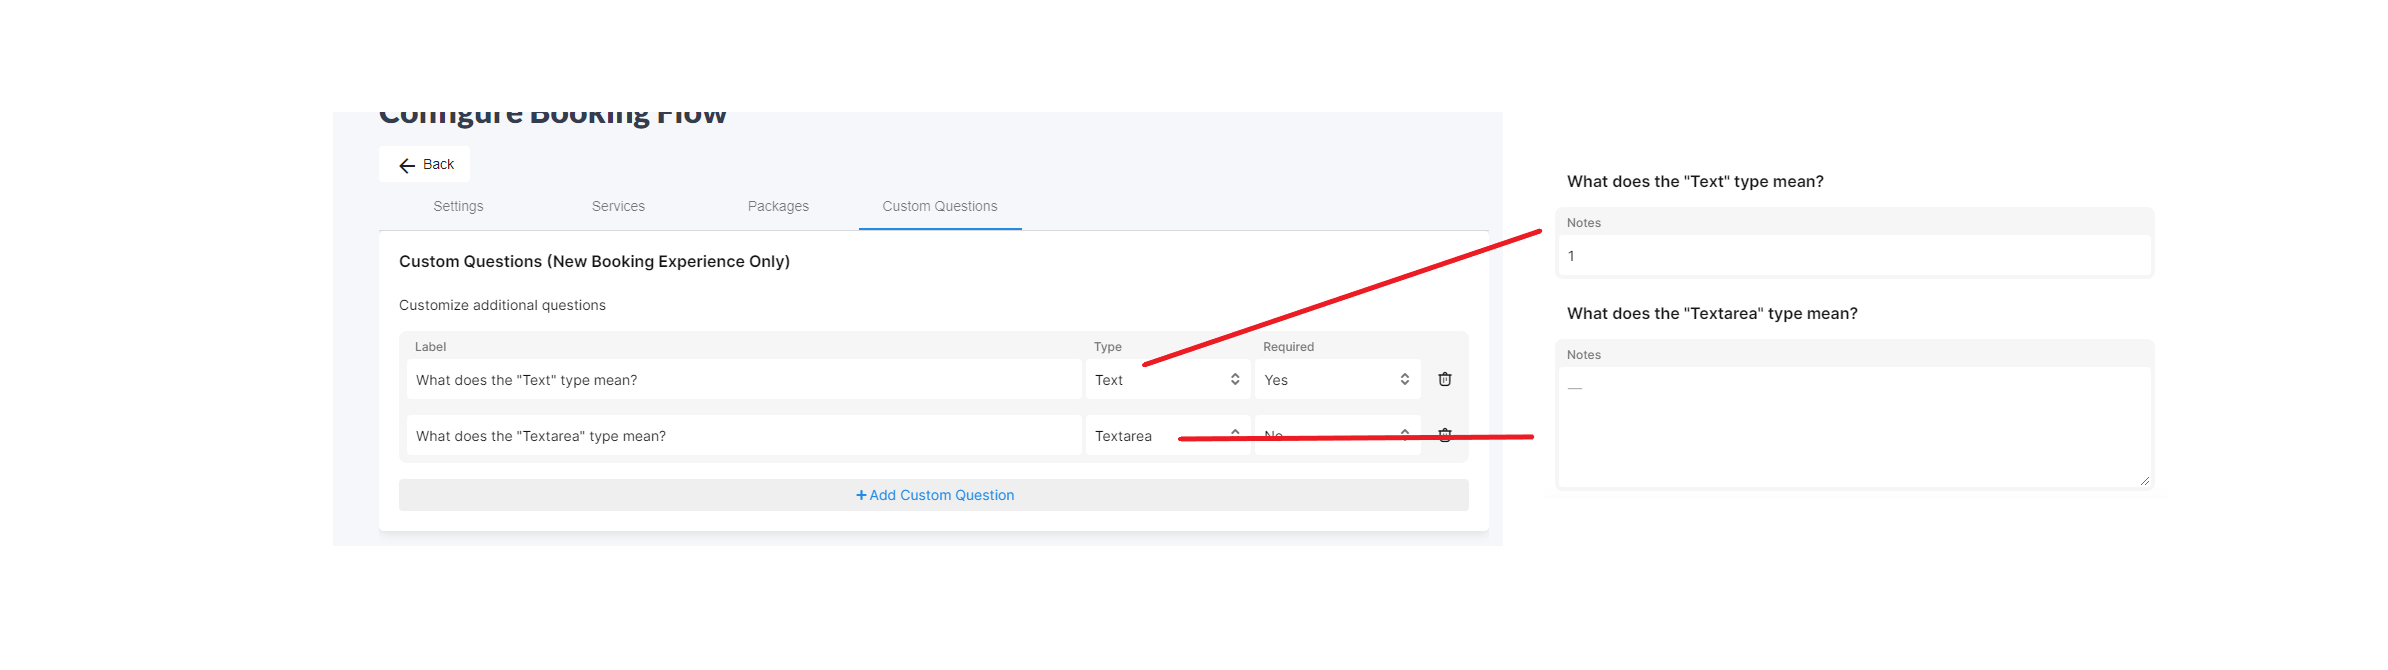 Configure Booking Flow
Back
Settings Services Packages Custom Questions
Custom Questions (New Booking Experience Only)
Customize additional questions
Label Type Required
What does the "Text" type mean? Text Yes
What does the "Textarea" type mean? Textarea No
+ Add Custom Question
What does the "Text" type mean?
Notes
1
What does the "Textarea" type mean?
Notes
—